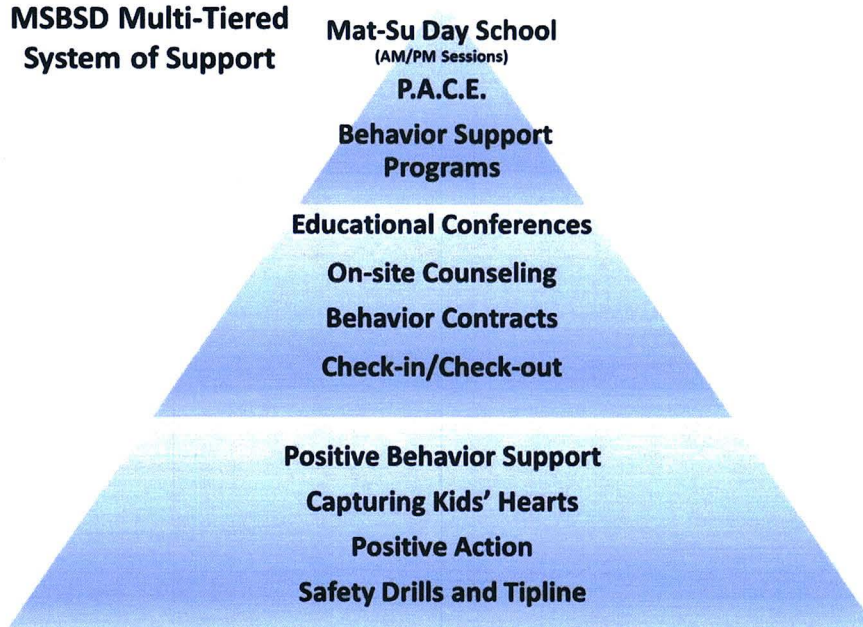 MSBSD Multi-Tiered
System of Support
Mat-Su Day School
(AM/PM Sessions)
P.A.C.E.
Behavior Support
Programs
Educational Conferences
On-site Counseling
Behavior Contracts
Check-in/Check-out
Positive Behavior Support
Capturing Kids' Hearts
Positive Action
Safety Drills and Tipline